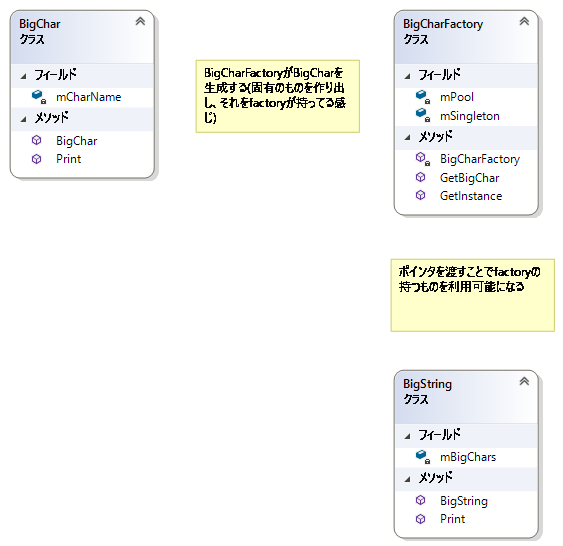 BigChar
クラス
フィールド
mCharName
メソッド
BigChar
Print
BigCharFactoryがBigCharを
生成する(固有のものを作り出
し、それをfactoryが持ってる感
じ)
BigCharFactory
クラス
フィールド
mPool
mSingleton
メソッド
BigCharFactory
GetBigChar
GetInstance
ポインタを渡すことでfactoryの
持つものを利用可能になる
BigString
クラス
フィールド
mBigChars
メソッド
BigString
Print